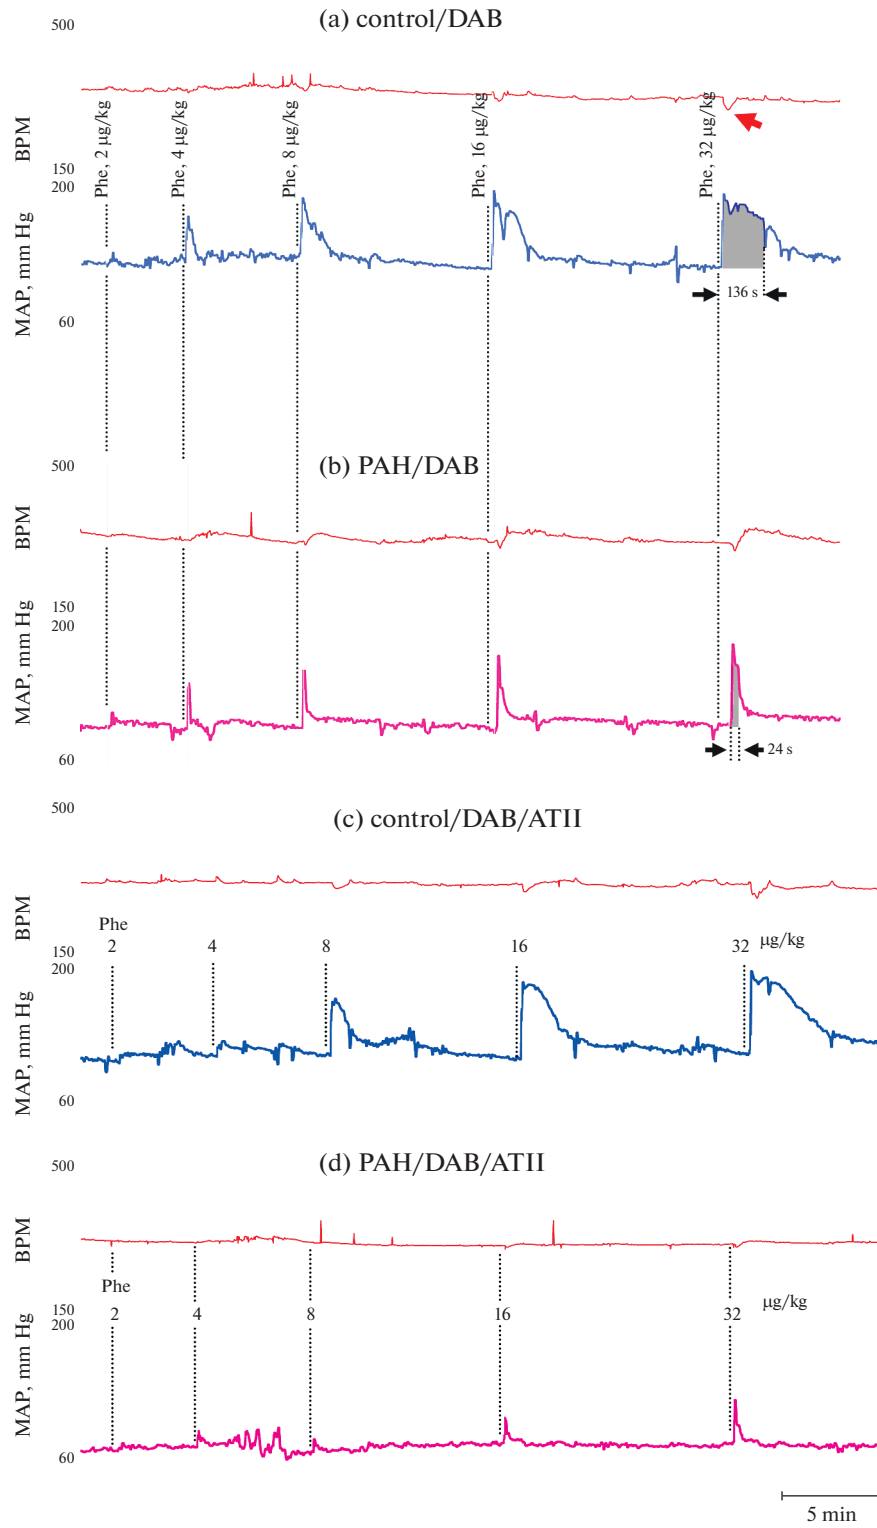 (a) control/DAB
500
BPM
150
Phe, 2 µg/kg
Phe, 4 µg/kg
Phe, 8 µg/kg
Phe, 16 µg/kg
Phe, 32 µg/kg
200
MAP, mm Hg
60
136 s
(b) PAH/DAB
500
BPM
150
200
MAP, mm Hg
60
24 s
(c) control/DAB/ATII
500
BPM
150
Phe
2 4 8 16 32 µg/kg
200
MAP, mm Hg
60
(d) PAH/DAB/ATII
500
BPM
150
Phe
2 4 8 16 32 µg/kg
200
MAP, mm Hg
60
5 min